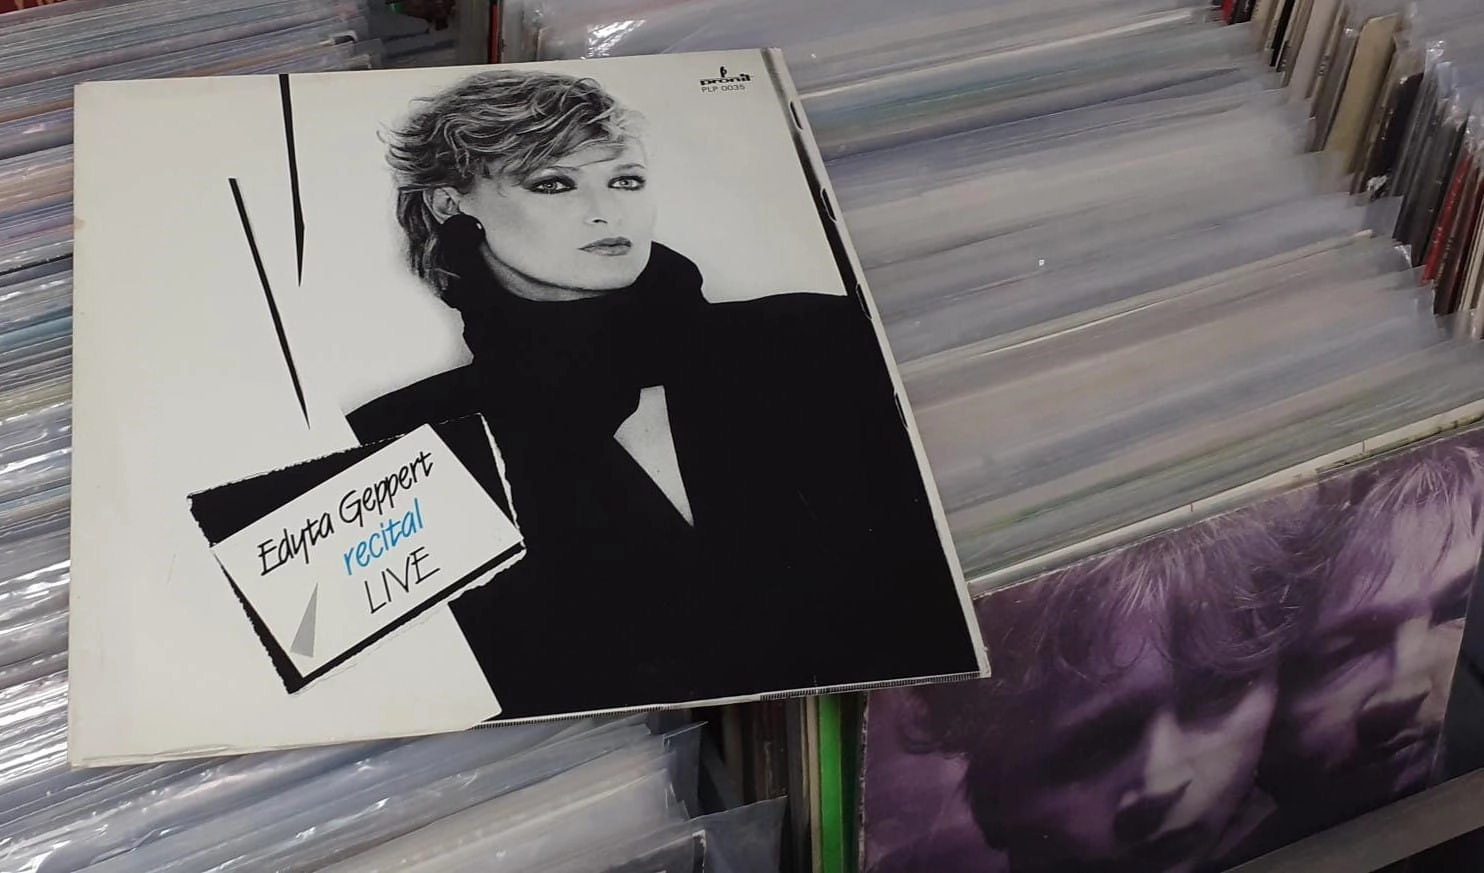 pronit
PLP 0035
Edyta Geppert
recital
LIVE